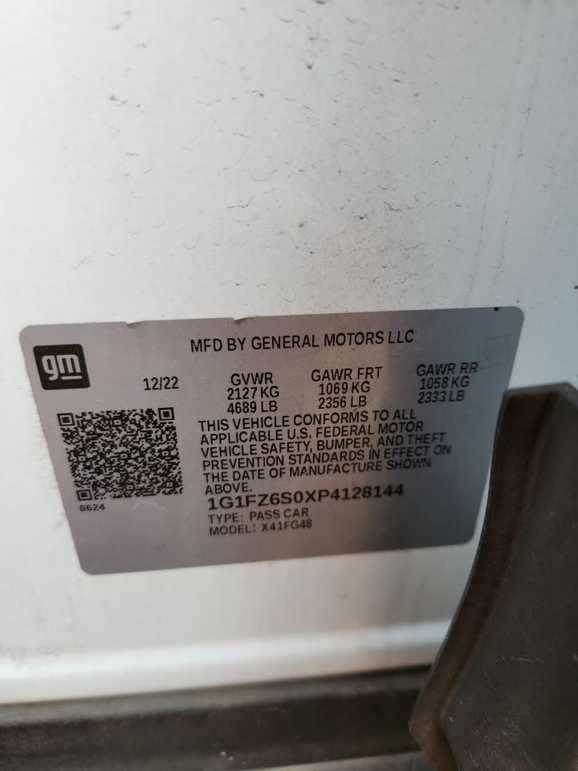 MFD BY GENERAL MOTORS LLC
gm
12/22
GVWR GAWR FRT GAWR RR
2127 KG 1069 KG 1058 KG
4689 LB 2356 LB 2333 LB
THIS VEHICLE CONFORMS TO ALL
APPLICABLE U.S. FEDERAL MOTOR
VEHICLE SAFETY, BUMPER, AND THEFT
PREVENTION STANDARDS IN EFFECT ON
THE DATE OF MANUFACTURE SHOWN
ABOVE.
1G1FZ6S0XP4128144
TYPE: PASS CAR
MODEL: X41FG48
8624